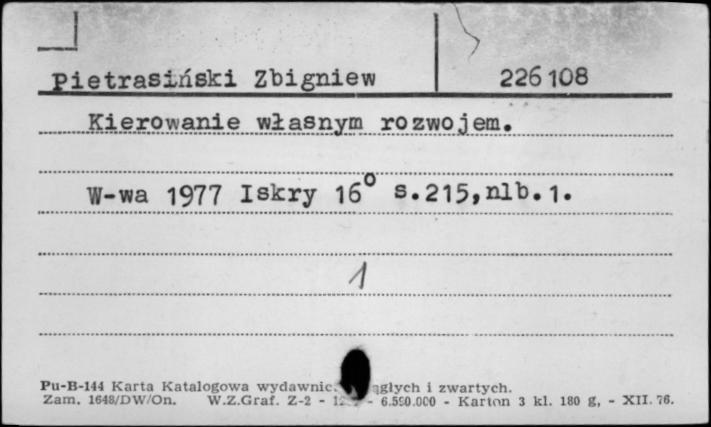 Pietrasiński Zbigniew 226108
Kierowanie własnym rozwojem.
W-wa 1977 Iskry 16° s.215,nlb.1.
1
Pu-B-144 Karta Katalogowa wydawnic. i zwartych.
Zam. 1648/DW/On. W.Z.Graf. Z-2 - - 6.590.000 - Karton 3 kl. 180 g, - XII. 76.